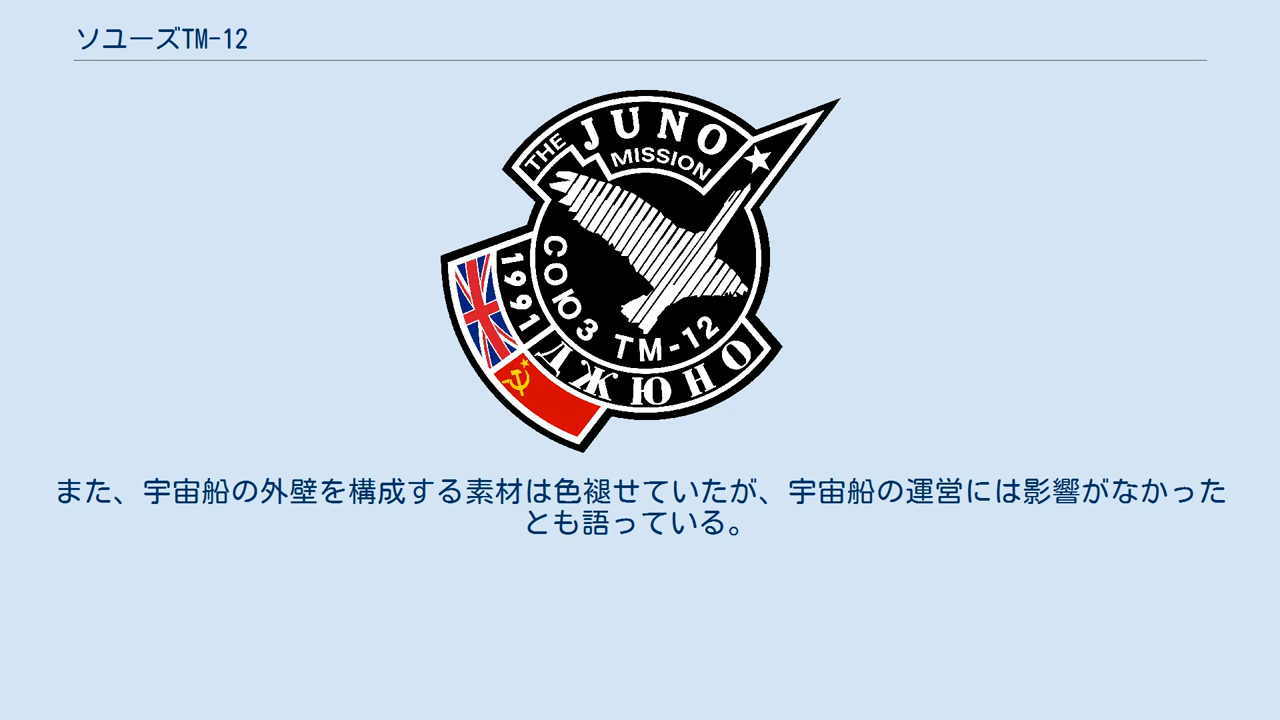 ソユーズTM-12
THE JUNO
MISSION
1991
СОЮЗ ТМ-12
ДЖЮНО
また、宇宙船の外壁を構成する素材は色褪せていたが、宇宙船の運営には影響がなかった
とも語っている。